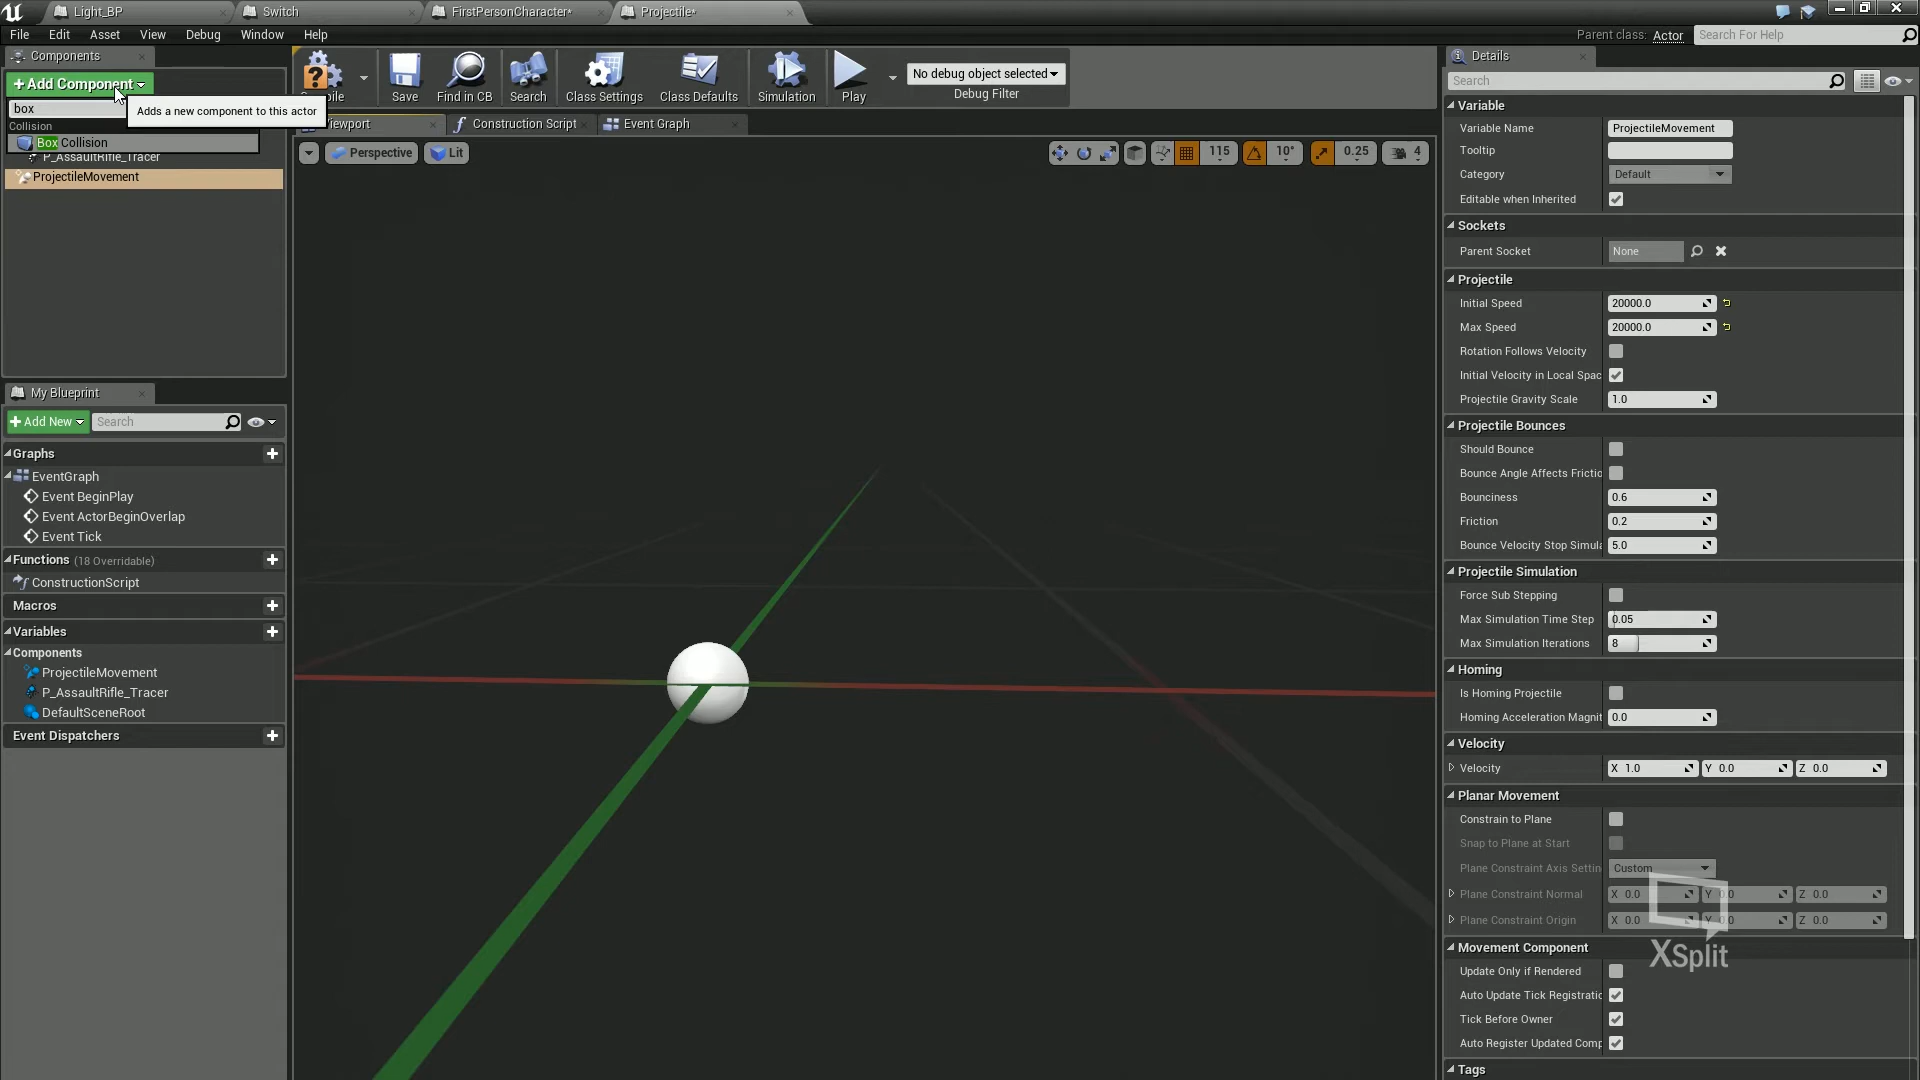 Light_BP
Switch
FirstPersonCharacter*
Projectile*
File Edit Asset View Debug Window Help
Parent class: Actor
Search For Help
Components
+Add Component
box
Adds a new component to this actor
Collision
Box Collision
P_AssaultRifle_Tracer
ProjectileMovement
Save
Find in CB
Search
Class Settings
Class Defaults
Simulation
Play
No debug object selected
Debug Filter
Construction Script
Event Graph
Perspective
Lit
115
10°
0.25
4
My Blueprint
+Add New
Search
Graphs
EventGraph
Event BeginPlay
Event ActorBeginOverlap
Event Tick
Functions (18 Overridable)
ConstructionScript
Macros
Variables
Components
ProjectileMovement
P_AssaultRifle_Tracer
DefaultSceneRoot
Event Dispatchers
Details
Search
Variable
Variable Name ProjectileMovement
Tooltip
Category Default
Editable when Inherited
Sockets
Parent Socket None
Projectile
Initial Speed 20000.0
Max Speed 20000.0
Rotation Follows Velocity
Initial Velocity in Local Spac
Projectile Gravity Scale 1.0
Projectile Bounces
Should Bounce
Bounce Angle Affects Frictio
Bounciness 0.6
Friction 0.2
Bounce Velocity Stop Simula 5.0
Projectile Simulation
Force Sub Stepping
Max Simulation Time Step 0.05
Max Simulation Iterations 8
Homing
Is Homing Projectile
Homing Acceleration Magnit 0.0
Velocity
Velocity X 1.0 Y 0.0 Z 0.0
Planar Movement
Constrain to Plane
Snap to Plane at Start
Plane Constraint Axis Settin Custom
Plane Constraint Normal X 0.0 Y 0.0 Z 0.0
Plane Constraint Origin X 0.0 Y 0.0 Z 0.0
Movement Component
XSplit
Update Only if Rendered
Auto Update Tick Registratio
Tick Before Owner
Auto Register Updated Comp
Tags